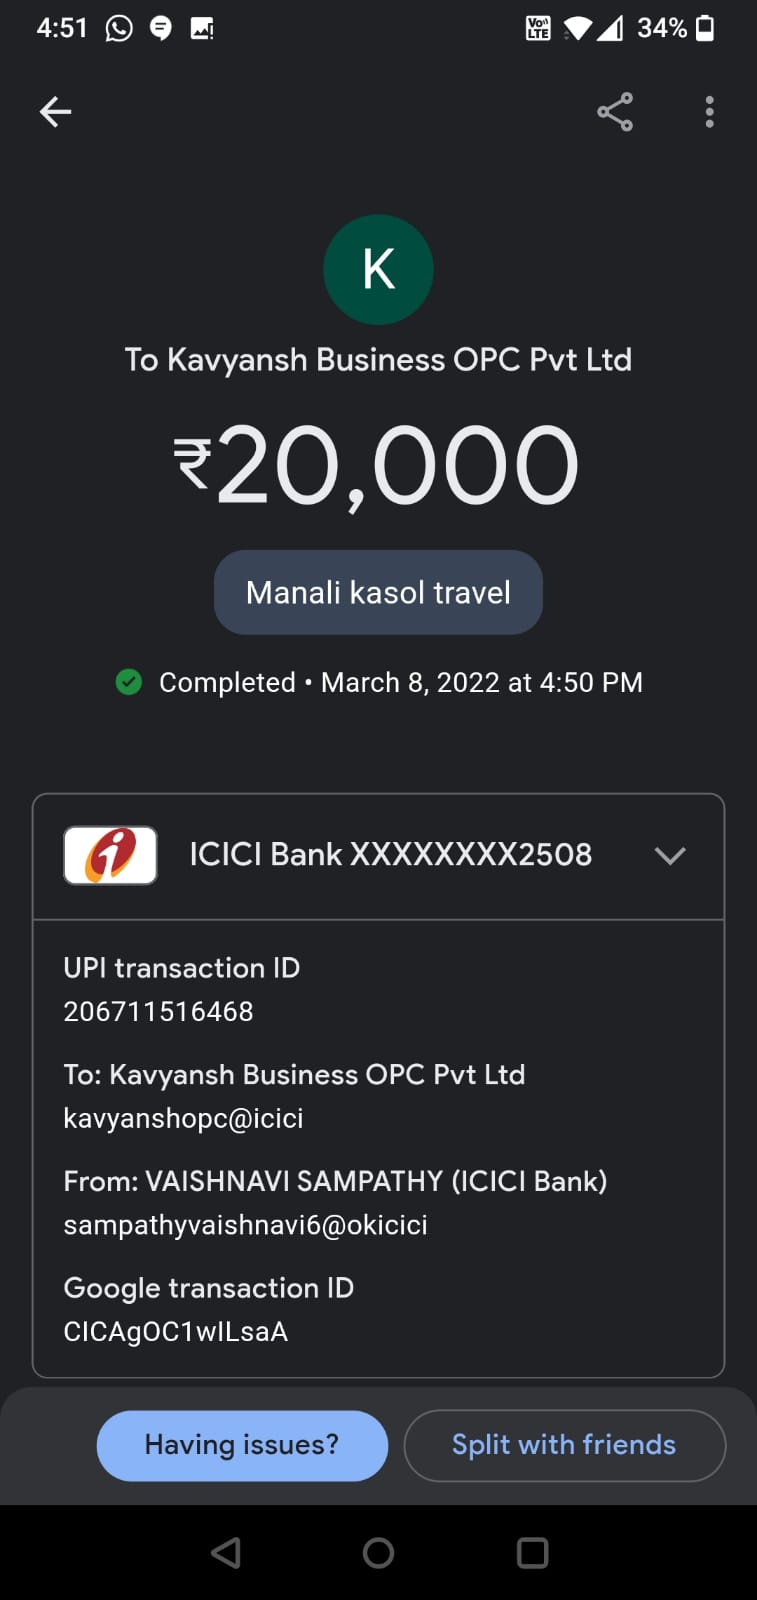 4:51 Vo)) LTE 34%
K
To Kavyansh Business OPC Pvt Ltd
₹20,000
Manali kasol travel
Completed • March 8, 2022 at 4:50 PM
i ICICI Bank XXXXXXXX2508
UPI transaction ID
206711516468
To: Kavyansh Business OPC Pvt Ltd
kavyanshopc@icici
From: VAISHNAVI SAMPATHY (ICICI Bank)
sampathyvaishnavi6@okicici
Google transaction ID
CICAgOC1wILsaA
Having issues? Split with friends